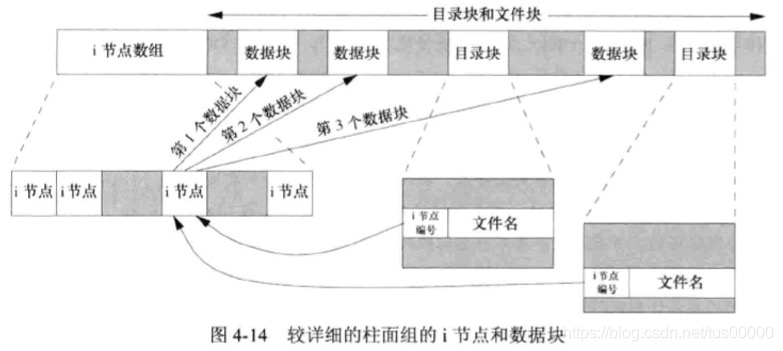 目录块和文件块
i 节点数组
数据块
数据块
目录块
数据块
目录块
第 1 个数据块
第 2 个数据块
第 3 个数据块
i 节点
i 节点
i 节点
i 节点
i 节点
编号
文件名
i 节点
编号
文件名
图 4-14 较详细的柱面组的 i 节点和数据块
https://blog.csdn.net/tus00000